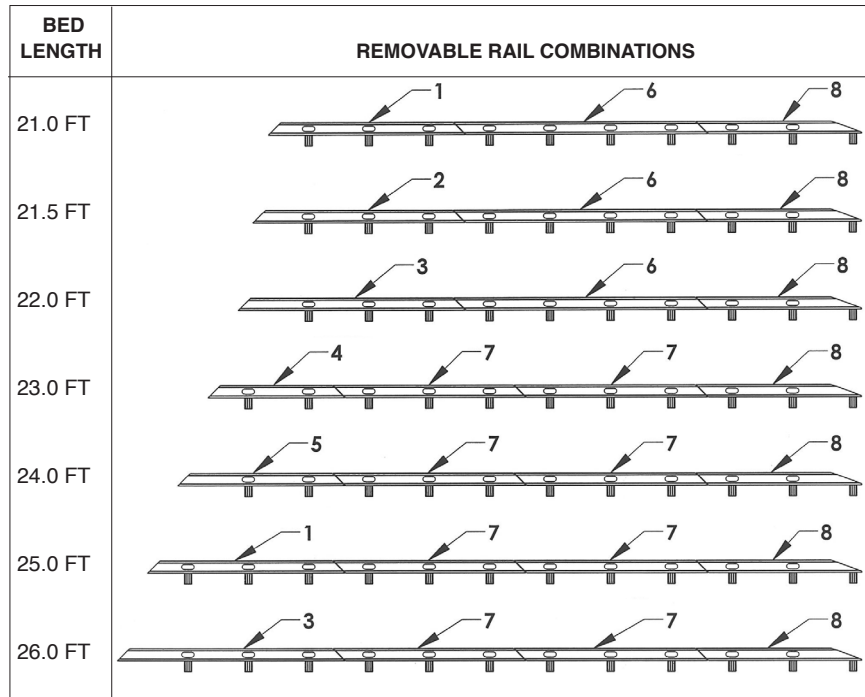 BED
LENGTH
REMOVABLE RAIL COMBINATIONS
21.0 FT
1 6 8
21.5 FT
2 6 8
22.0 FT
3 6 8
23.0 FT
4 7 7 8
24.0 FT
5 7 7 8
25.0 FT
1 7 7 8
26.0 FT
3 7 7 8